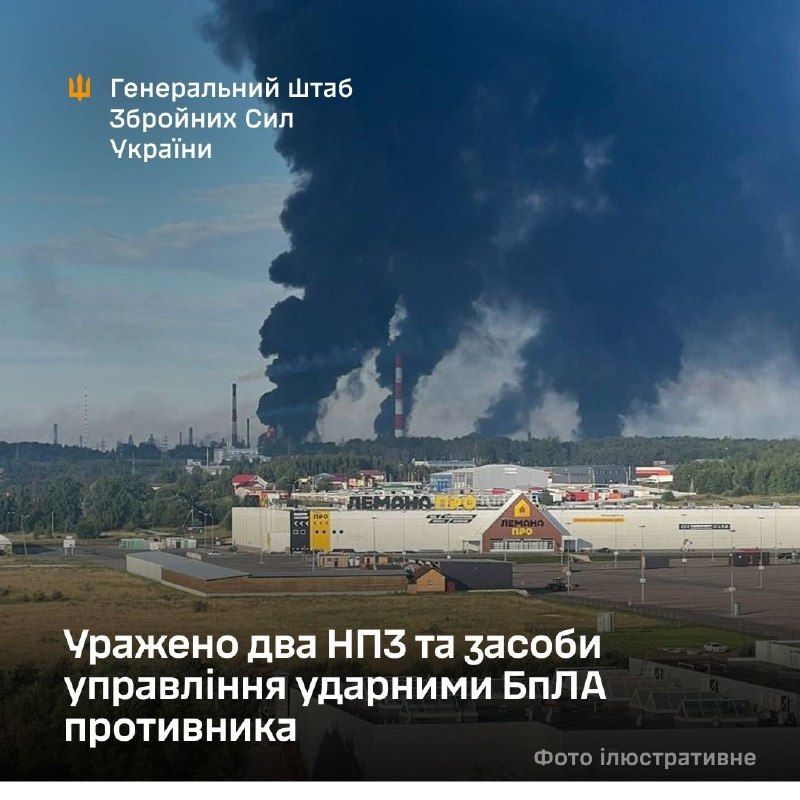 Генеральний штаб
Збройних Сил
України
ЛЕМАНА ПРО
ПРО
ЛЕМАНА
ПРО
Уражено два НПЗ та засоби
управління ударними БпЛА
противника
Фото ілюстративне